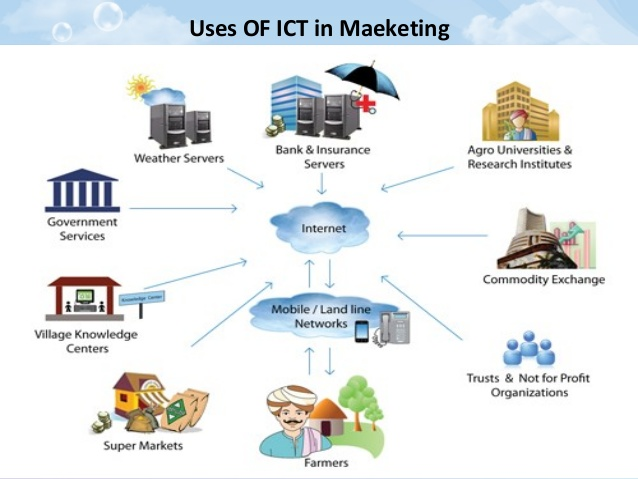 Uses OF ICT in Maeketing
Weather Servers
Bank & Insurance
Servers
Agro Universities &
Research Institutes
Government
Services
Internet
Commodity Exchange
Knowledge Center
Village Knowledge
Centers
Mobile / Land line
Networks
Trusts & Not for Profit
Organizations
Super Markets
Farmers